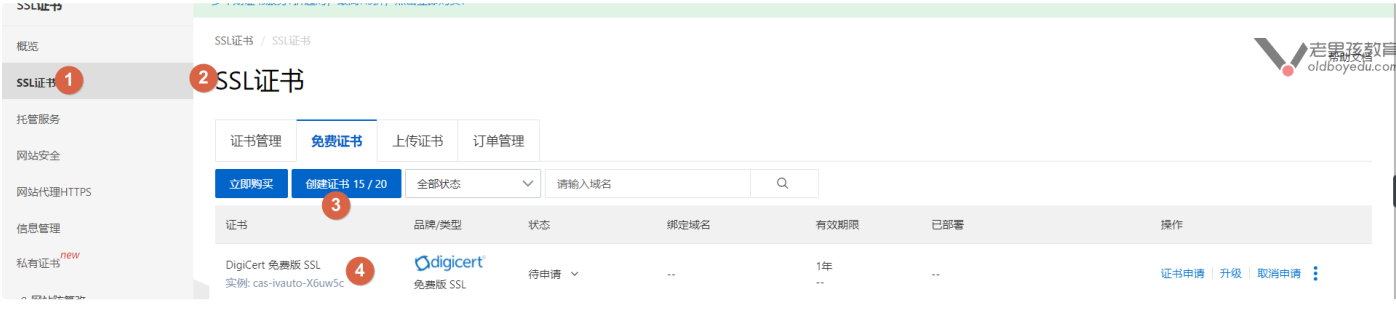 SSL证书
概览
SSL证书 1
托管服务
网站安全
网站代理HTTPS
信息管理
私有证书 new
SSL证书 / SSL证书
老男孩教育
oldboyedu.com
帮助文档
2 SSL证书
证书管理 免费证书 上传证书 订单管理
立即购买 创建证书 15 / 20 全部状态 请输入域名
3
证书 品牌/类型 状态 绑定域名 有效期限 已部署 操作
DigiCert 免费版 SSL 4 digicert 待申请 -- 1年 -- 证书申请 升级 取消申请
实例: cas-ivauto-X6uw5c 免费版 SSL --